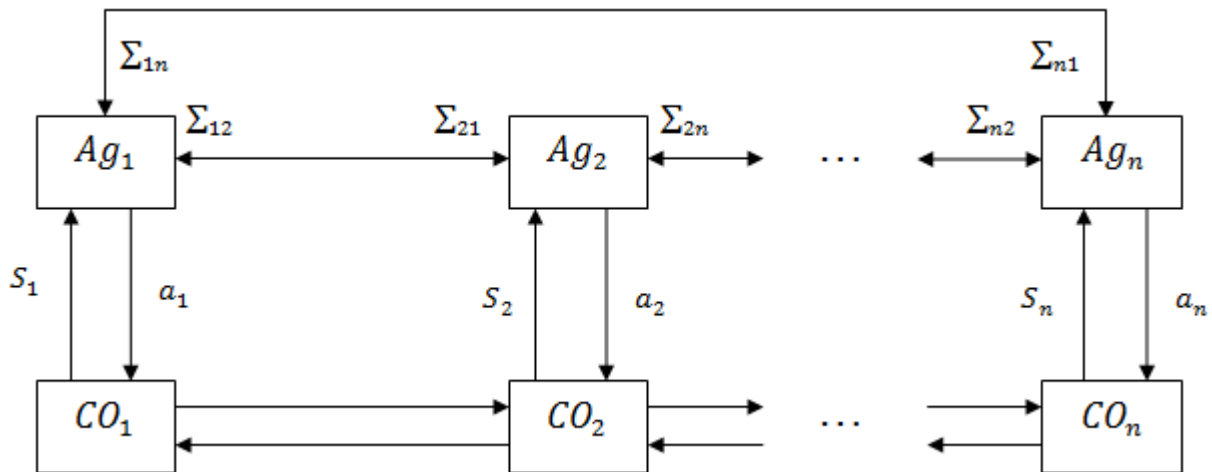 Σ₁ₙ Σₙ₁
Σ₁₂ Σ₂₁ Σ₂ₙ Σₙ₂
Ag₁ Ag₂ ... Agₙ
S₁ a₁ S₂ a₂ Sₙ aₙ
CO₁ CO₂ ... COₙ